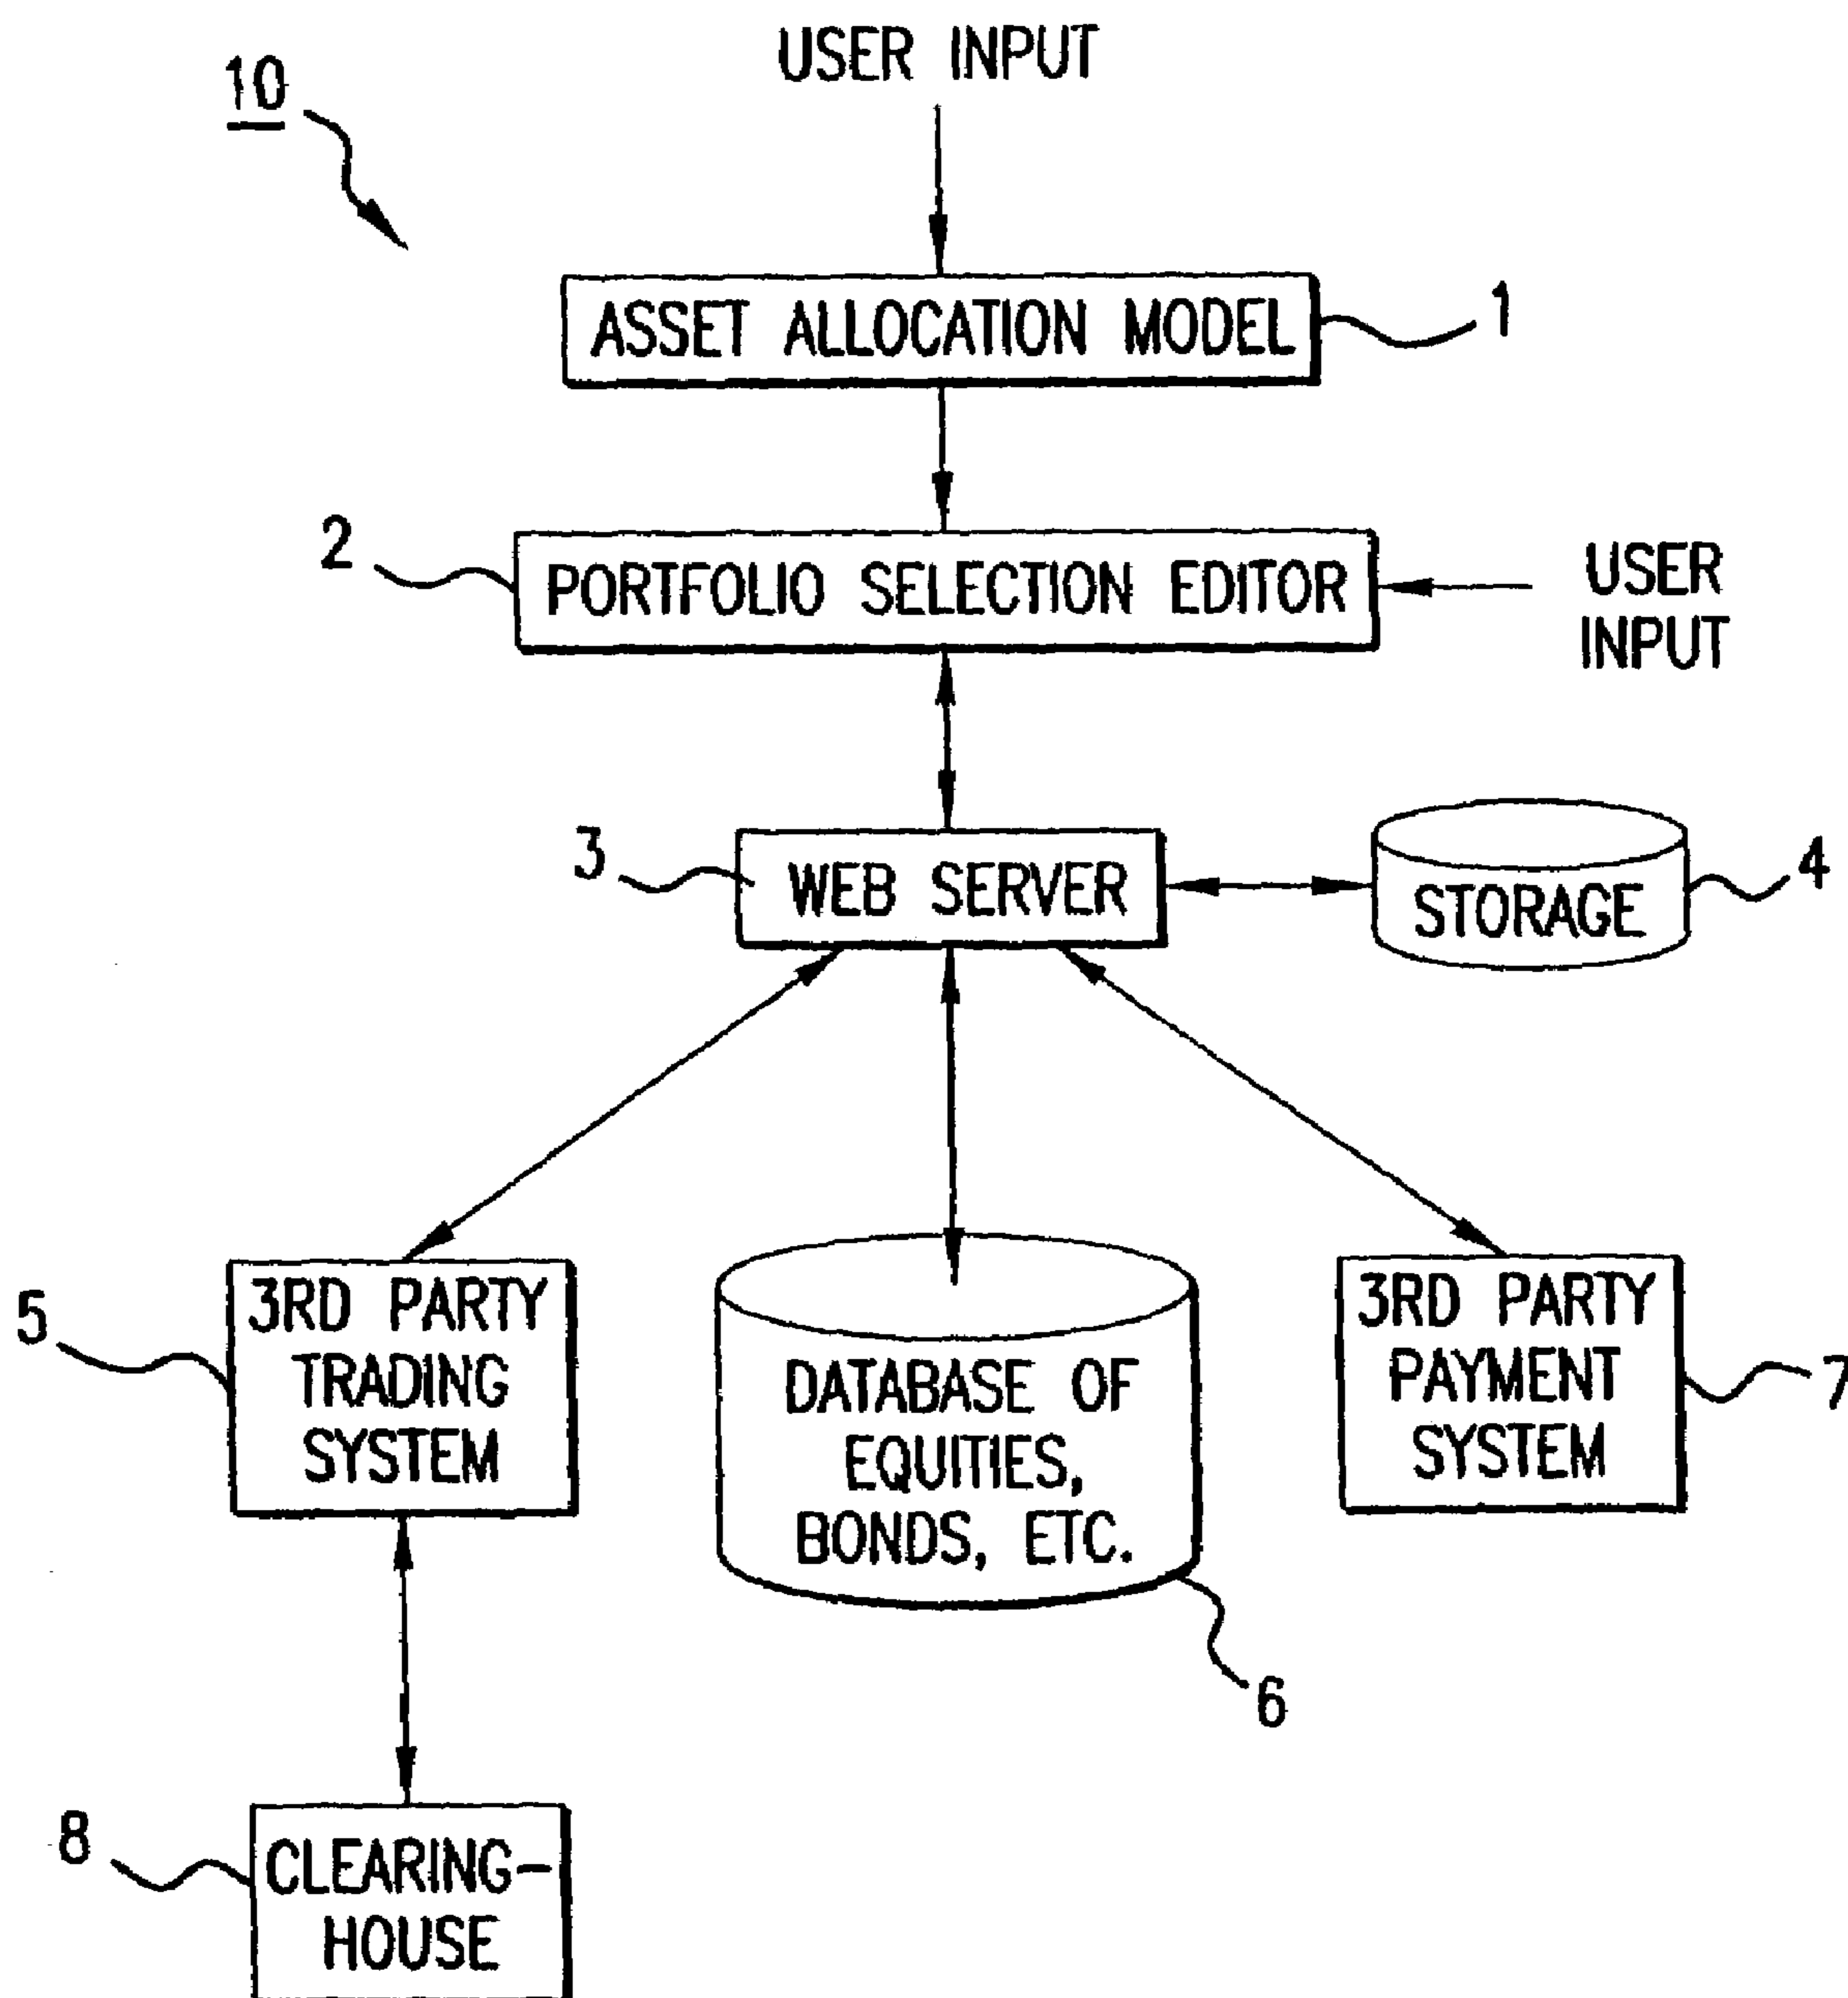 USER INPUT
10
ASSET ALLOCATION MODEL
1
2
PORTFOLIO SELECTION EDITOR
USER
INPUT
3
WEB SERVER
STORAGE
4
5
3RD PARTY
TRADING
SYSTEM
DATABASE OF
EQUITIES,
BONDS, ETC.
6
3RD PARTY
PAYMENT
SYSTEM
7
8
CLEARING-
HOUSE